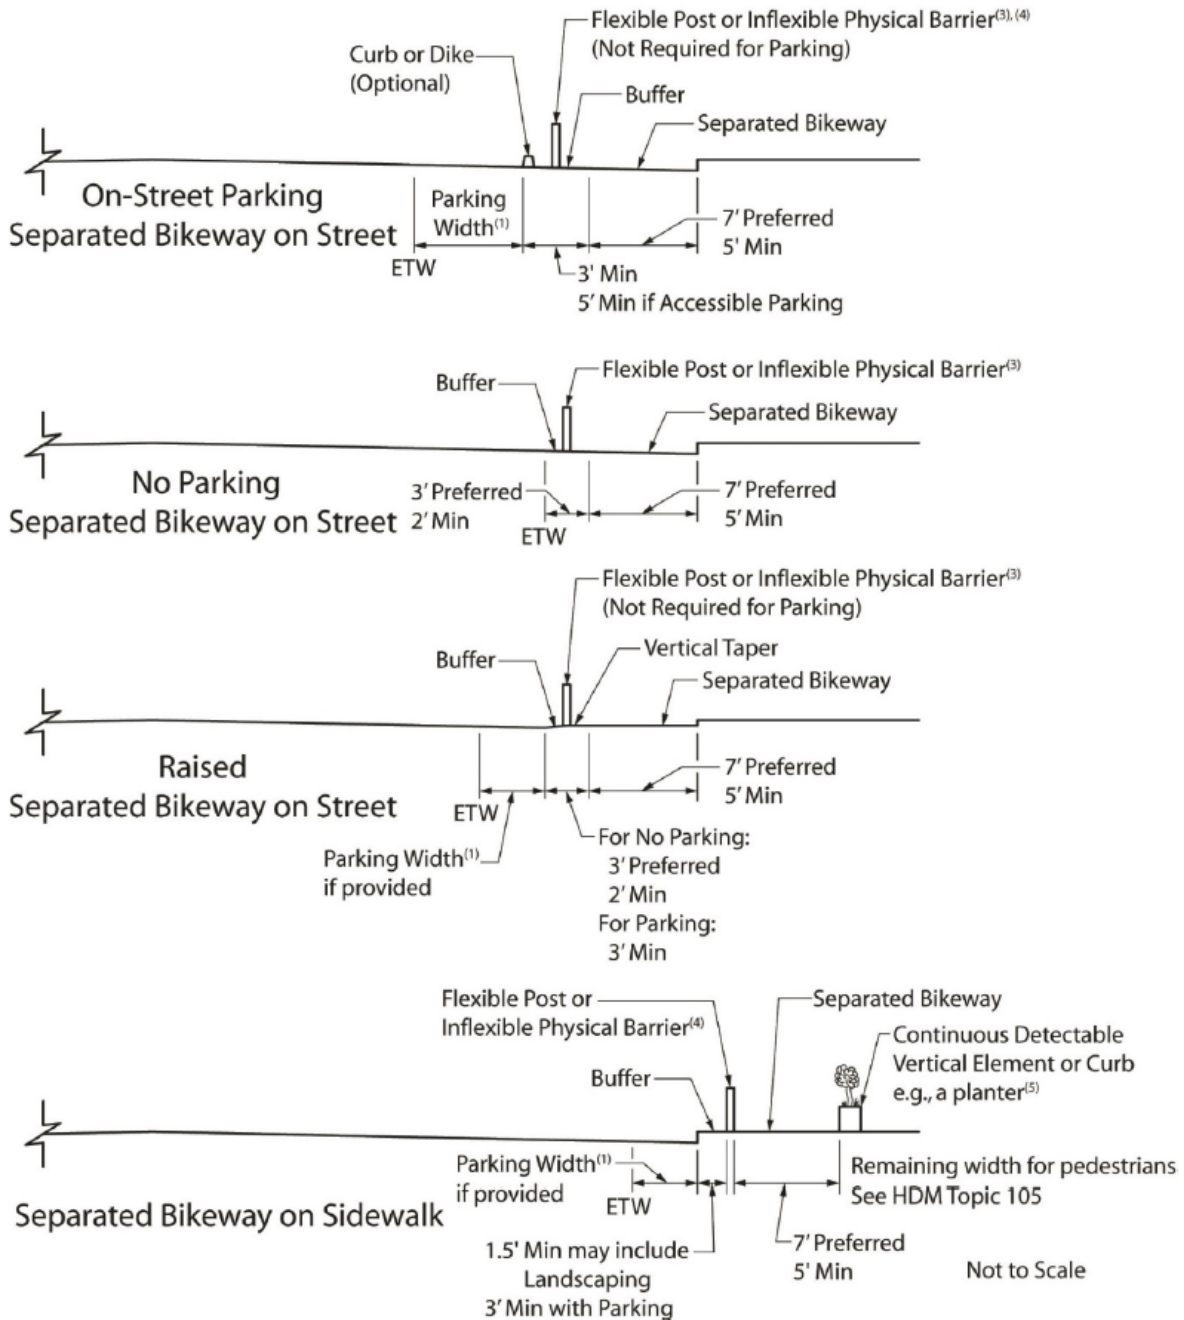 Flexible Post or Inflexible Physical Barrier(3), (4)
(Not Required for Parking)
Curb or Dike
(Optional)
Buffer
Separated Bikeway
On-Street Parking
Separated Bikeway on Street
Parking
Width(1)
ETW
7' Preferred
5' Min
3' Min
5' Min if Accessible Parking
Flexible Post or Inflexible Physical Barrier(3)
Buffer
Separated Bikeway
No Parking
Separated Bikeway on Street
3' Preferred
2' Min
ETW
7' Preferred
5' Min
Flexible Post or Inflexible Physical Barrier(3)
(Not Required for Parking)
Vertical Taper
Buffer
Separated Bikeway
Raised
Separated Bikeway on Street
ETW
7' Preferred
5' Min
Parking Width(1)
if provided
For No Parking:
3' Preferred
2' Min
For Parking:
3' Min
Flexible Post or
Inflexible Physical Barrier(4)
Separated Bikeway
Continuous Detectable
Vertical Element or Curb
e.g., a planter(5)
Buffer
Parking Width(1)
if provided
ETW
Remaining width for pedestrians
See HDM Topic 105
Separated Bikeway on Sidewalk
1.5' Min may include
Landscaping
3' Min with Parking
7' Preferred
5' Min
Not to Scale